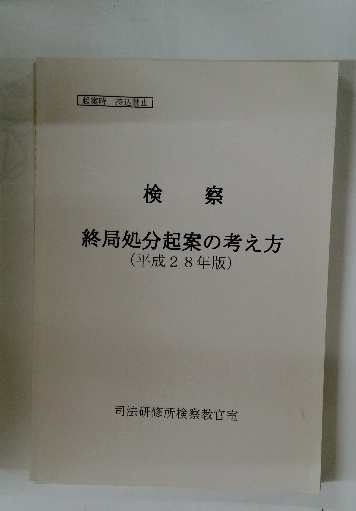 起案時 持込禁止
検 察
終局処分起案の考え方
(平成28年版)
司法研修所検察教官室